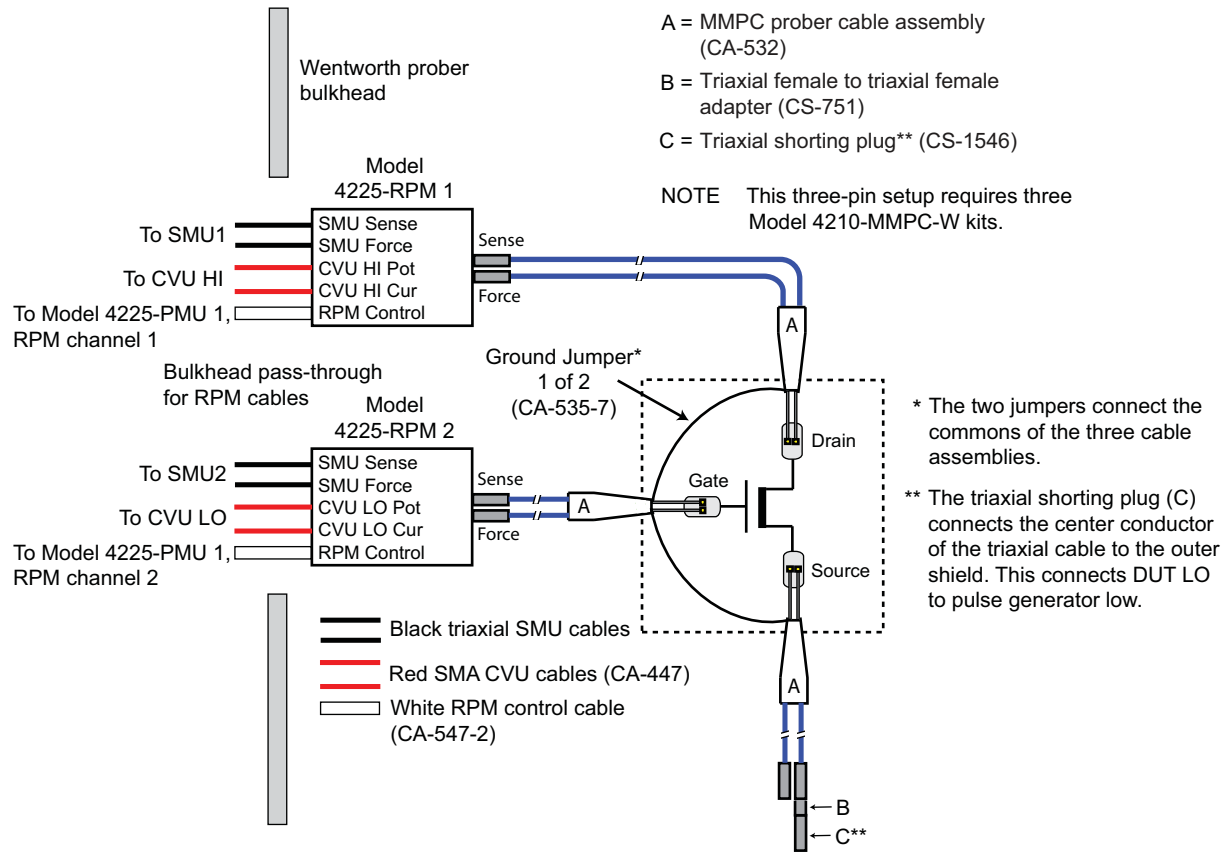 Wentworth prober
bulkhead
A = MMPC prober cable assembly
(CA-532)
B = Triaxial female to triaxial female
adapter (CS-751)
C = Triaxial shorting plug** (CS-1546)
NOTE This three-pin setup requires three
Model 4210-MMPC-W kits.
Model
4225-RPM 1
SMU Sense
SMU Force
CVU HI Pot
CVU HI Cur
RPM Control
To SMU1
To CVU HI
To Model 4225-PMU 1,
RPM channel 1
Sense
Force
A
Bulkhead pass-through
for RPM cables
Ground Jumper*
1 of 2
(CA-535-7)
Model
4225-RPM 2
SMU Sense
SMU Force
CVU LO Pot
CVU LO Cur
RPM Control
To SMU2
To CVU LO
To Model 4225-PMU 1,
RPM channel 2
Sense
Force
A
Gate
Drain
Source
* The two jumpers connect the
commons of the three cable
assemblies.
** The triaxial shorting plug (C)
connects the center conductor
of the triaxial cable to the outer
shield. This connects DUT LO
to pulse generator low.
Black triaxial SMU cables
Red SMA CVU cables (CA-447)
White RPM control cable
(CA-547-2)
A
B
C**